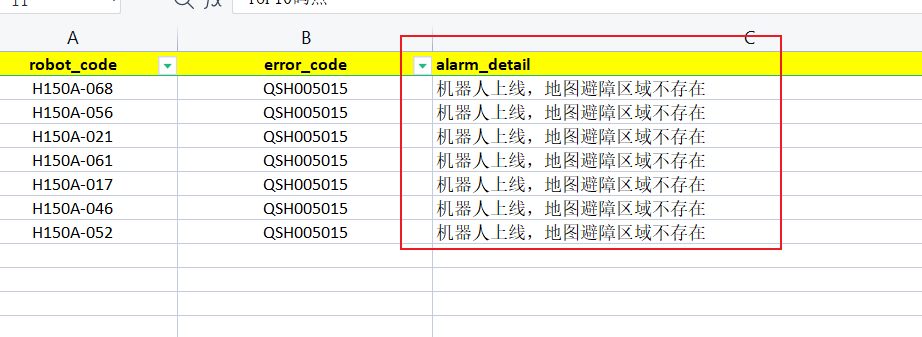 A B C
robot_code error_code alarm_detail
H150A-068 QSH005015 机器人上线，地图避障区域不存在
H150A-056 QSH005015 机器人上线，地图避障区域不存在
H150A-021 QSH005015 机器人上线，地图避障区域不存在
H150A-061 QSH005015 机器人上线，地图避障区域不存在
H150A-017 QSH005015 机器人上线，地图避障区域不存在
H150A-046 QSH005015 机器人上线，地图避障区域不存在
H150A-052 QSH005015 机器人上线，地图避障区域不存在